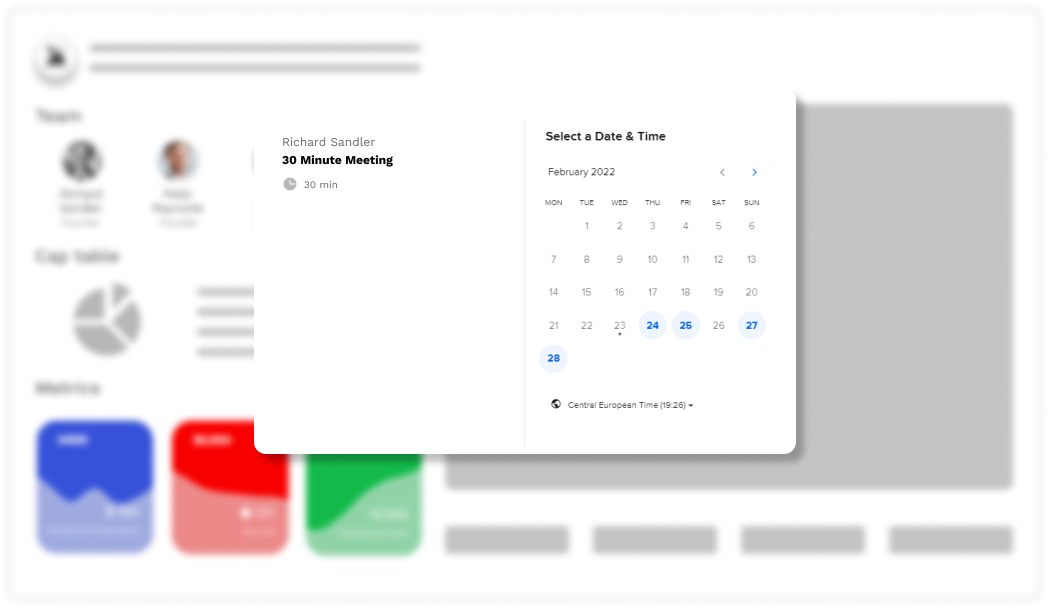 Team
Richard
Sandler
Founder
Peter
Reynolds
Founder
Cap table
Metrics
Richard Sandler
30 Minute Meeting
30 min
Select a Date & Time
February 2022
MON TUE WED THU FRI SAT SUN
1 2 3 4 5 6
7 8 9 10 11 12 13
14 15 16 17 18 19 20
21 22 23 24 25 26 27
28
Central European Time (19:26)